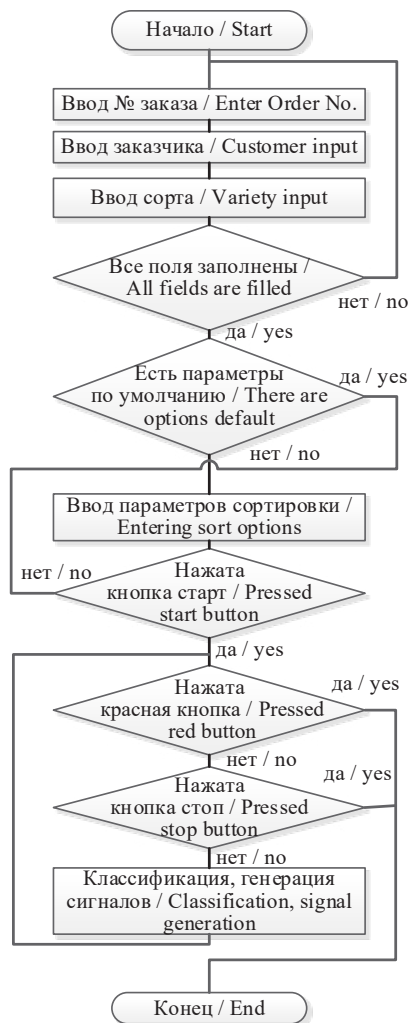 Начало / Start
Ввод № заказа / Enter Order No.
Ввод заказчика / Customer input
Ввод сорта / Variety input
Все поля заполнены /
All fields are filled
нет / no
да / yes
Есть параметры
по умолчанию / There are
options default
да / yes
нет / no
Ввод параметров сортировки /
Entering sort options
нет / no
Нажата
кнопка старт / Pressed
start button
да / yes
Нажата
красная кнопка / Pressed
red button
да / yes
нет / no
Нажата
кнопка стоп / Pressed
stop button
да / yes
нет / no
Классификация, генерация
сигналов / Classification, signal
generation
Конец / End